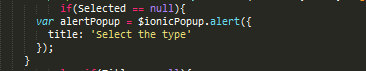 if(Selected == null){
var alertPopup = $ionicPopup.alert({
title: 'Select the type'
});
}